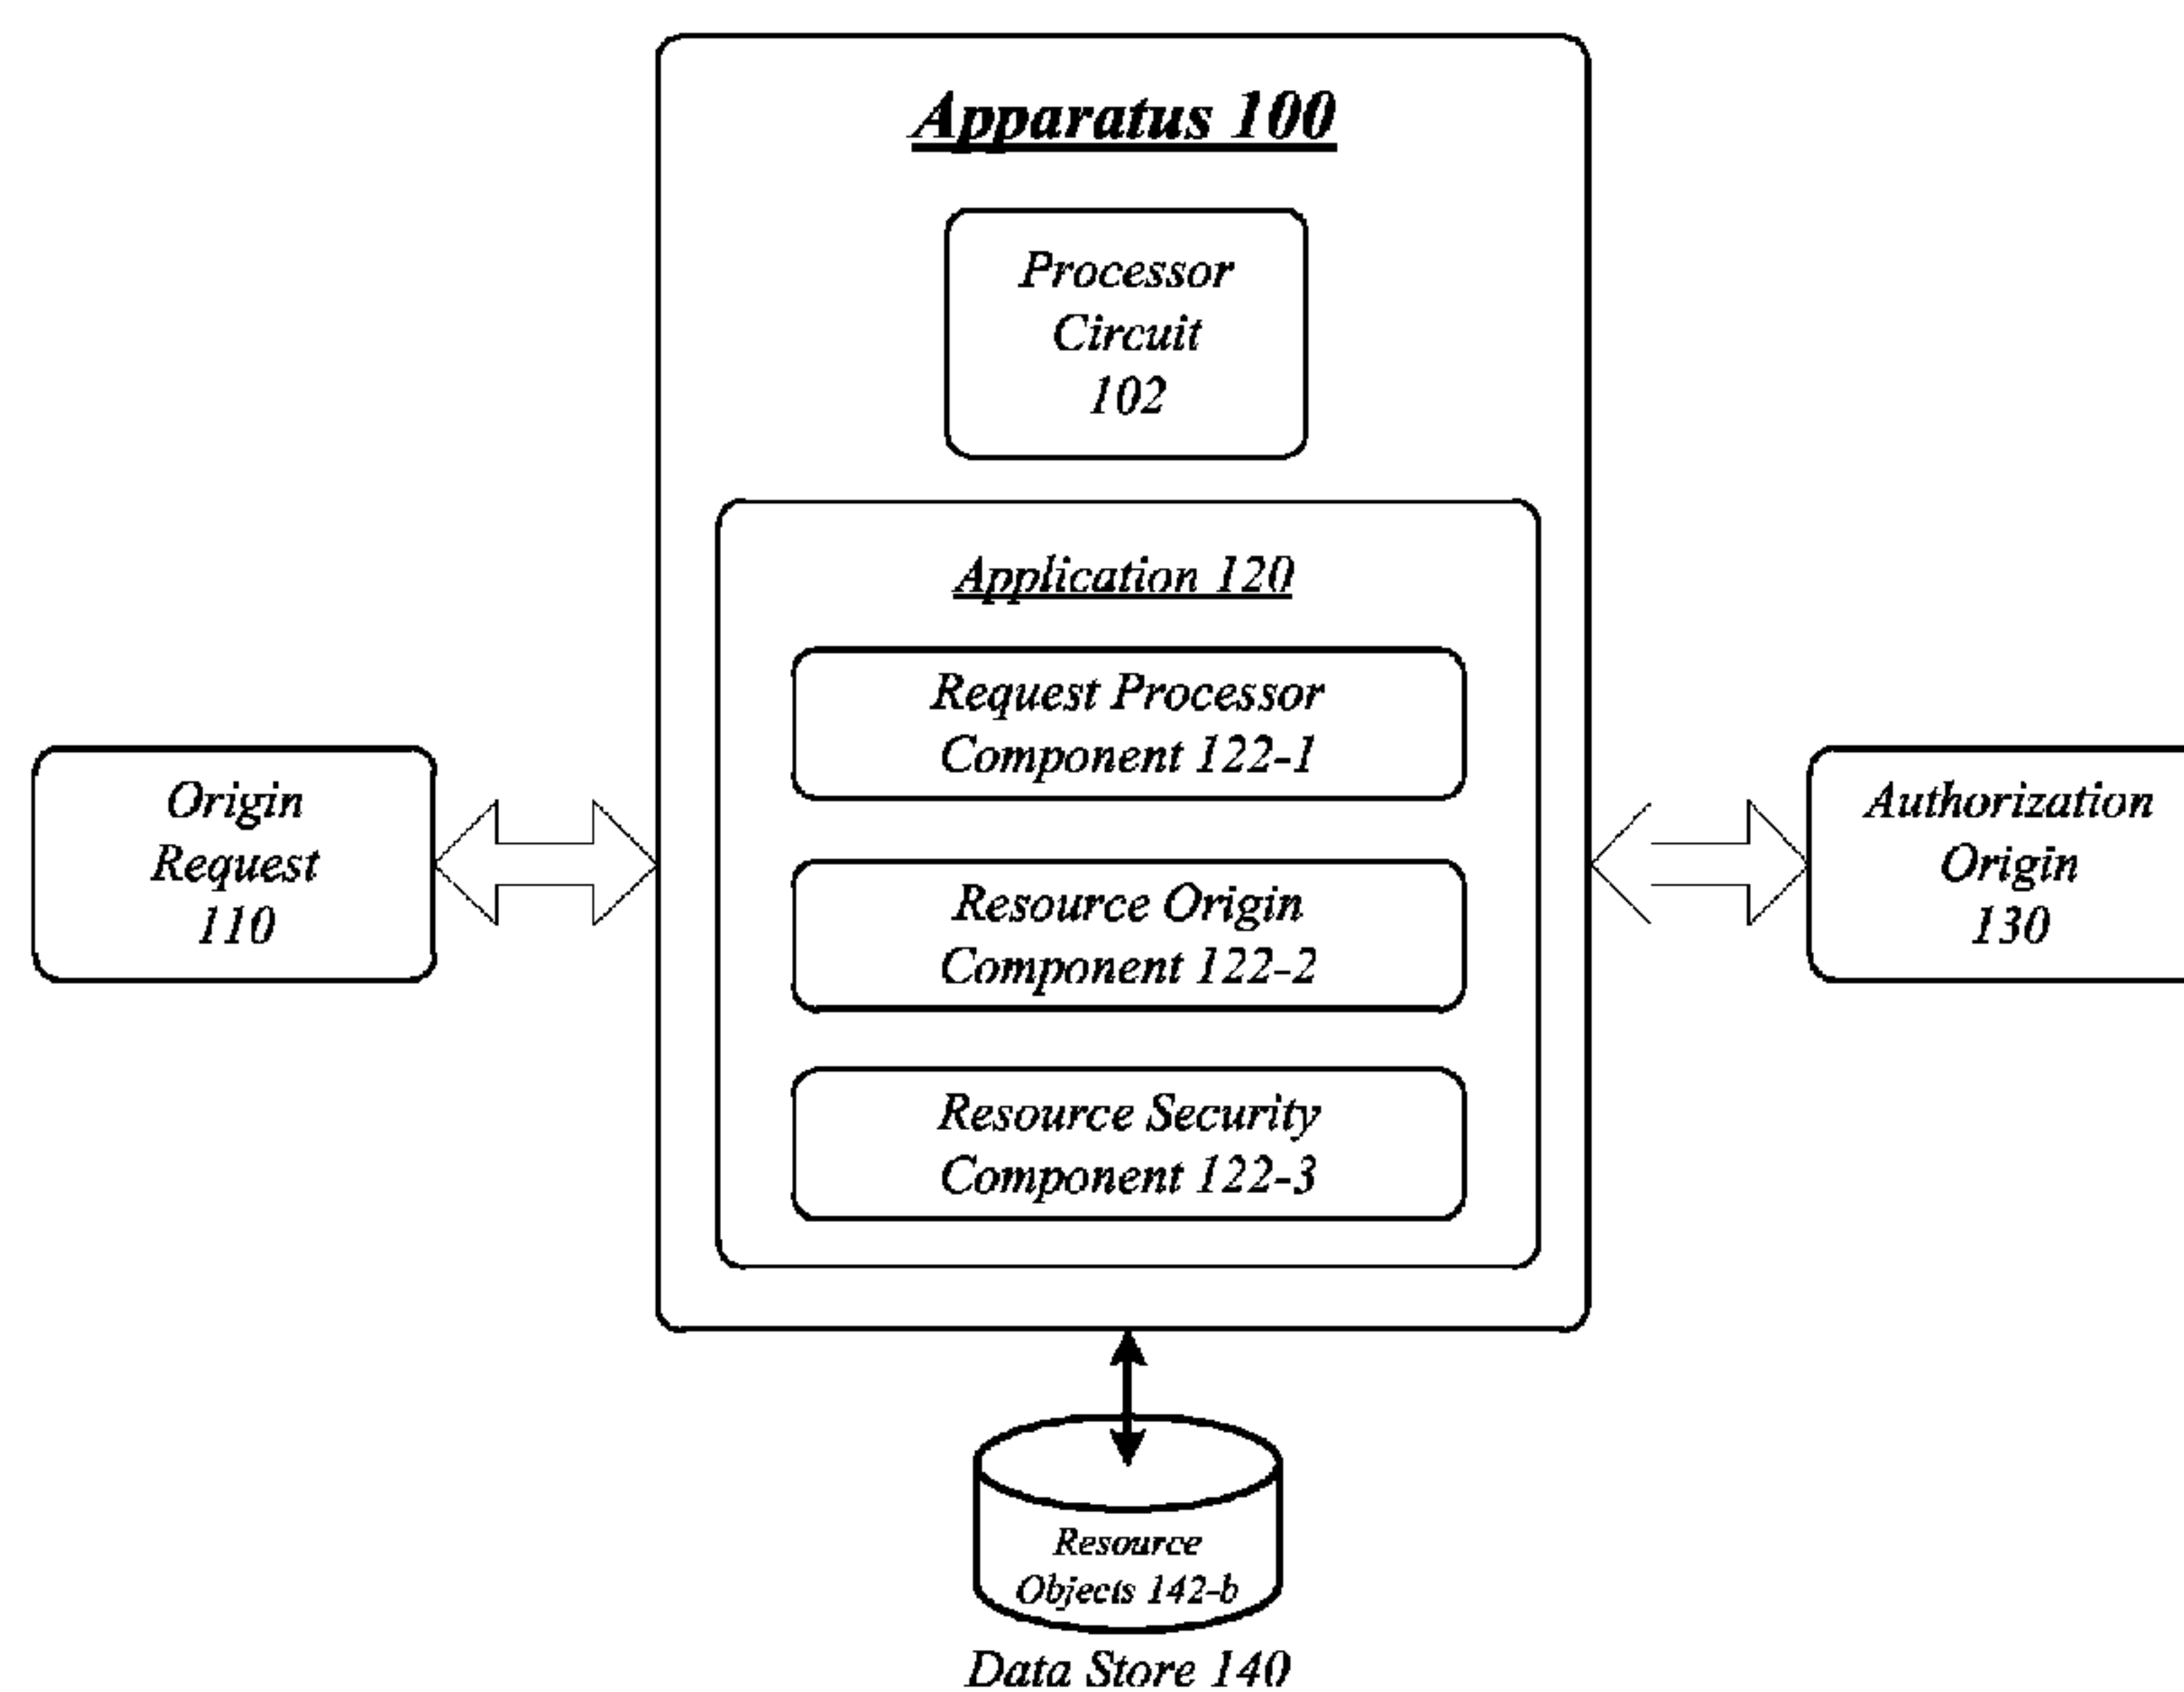 Apparatus 100
Processor
Circuit
102
Application 120
Request Processor
Component 122-1
Resource Origin
Component 122-2
Resource Security
Component 122-3
Origin
Request
110
Authorization
Origin
130
Resource
Objects 142-b
Data Store 140